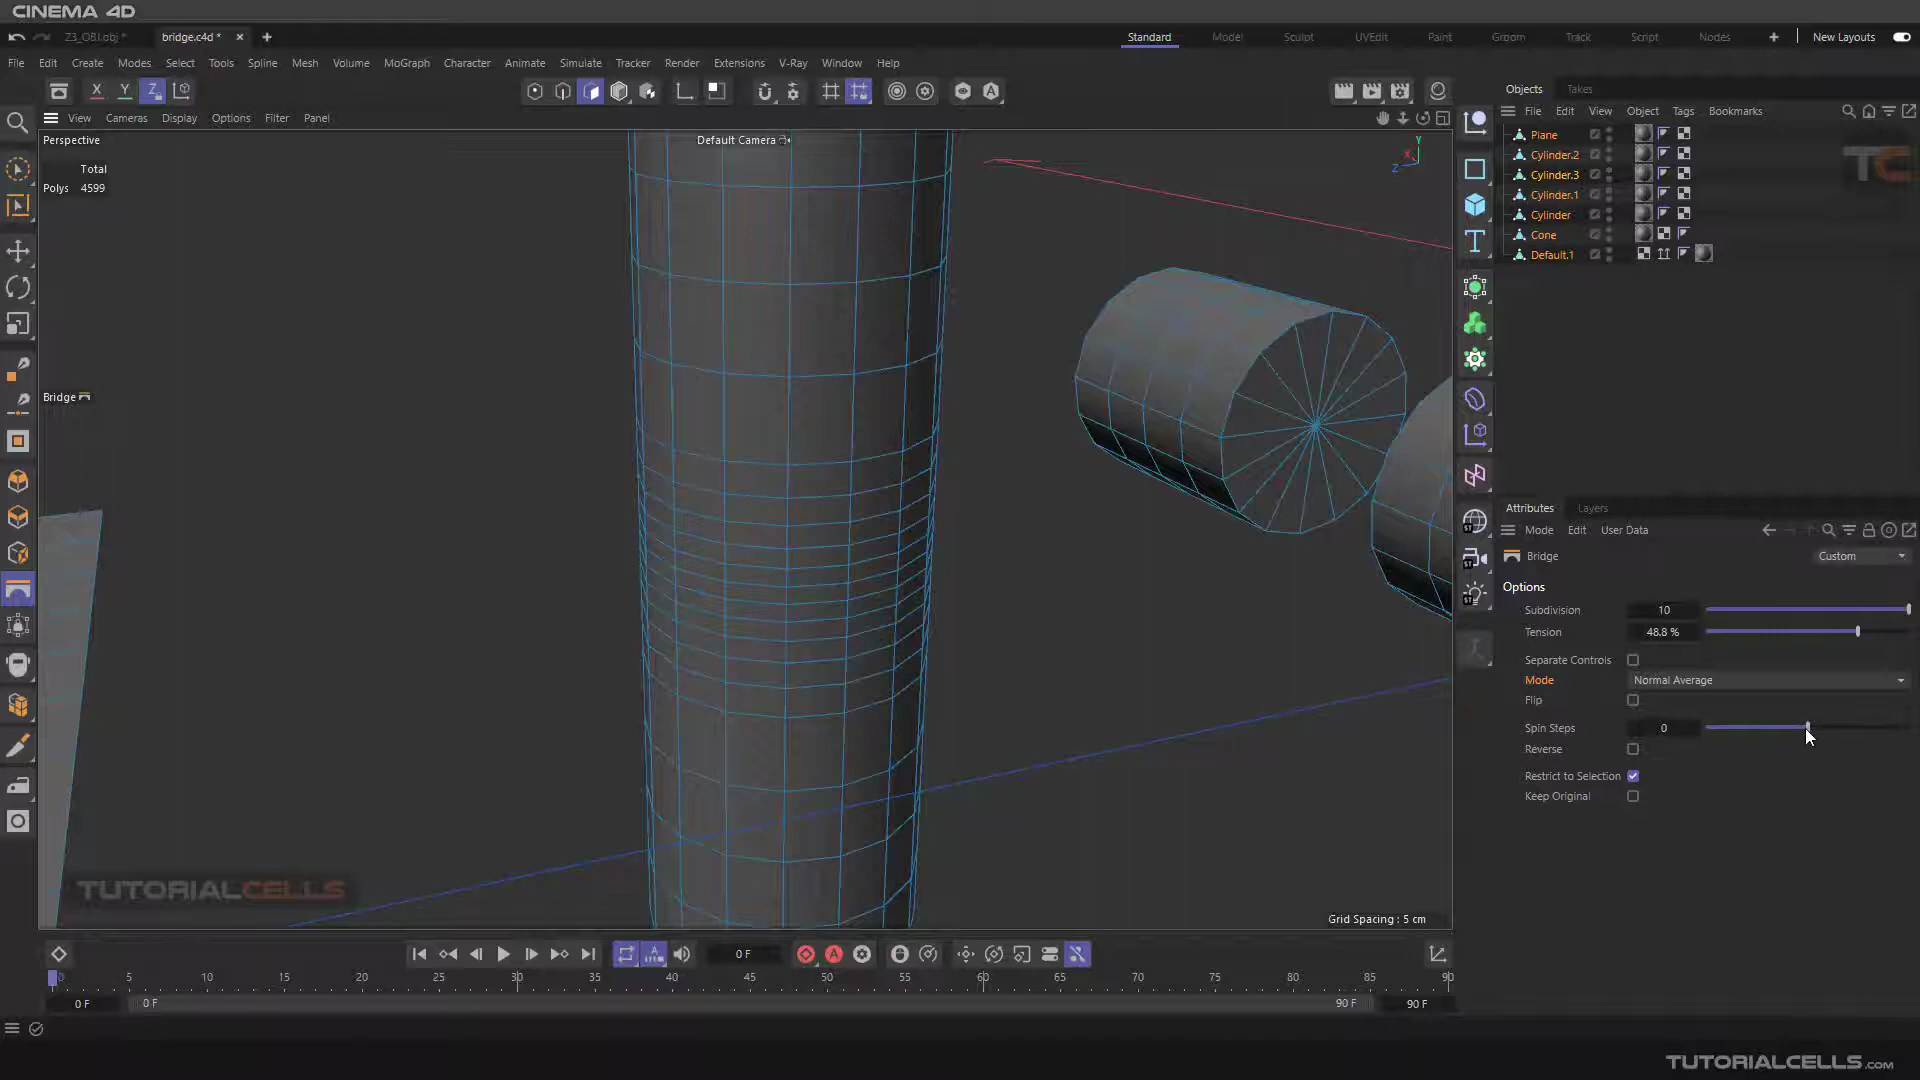 CINEMA 4D
Z3_OBJ.obj *
bridge.c4d *
Standard
Model
Sculpt
UVEdit
Paint
Groom
Track
Script
Nodes
New Layouts
File Edit Create Modes Select Tools Spline Mesh Volume MoGraph Character Animate Simulate Tracker Render Extensions V-Ray Window Help
X Y Z
Objects Takes
View Cameras Display Options Filter Panel
File Edit View Object Tags Bookmarks
Perspective
Default Camera
Total
Polys 4599
Y
X
Z
Plane
Cylinder.2
Cylinder.3
Cylinder.1
Cylinder
Cone
Default.1
TC
Bridge
Attributes Layers
Mode Edit User Data
Bridge
Custom
Options
Subdivision 10
Tension 48.8 %
Separate Controls
Mode Normal Average
Flip
Spin Steps 0
Reverse
Restrict to Selection
Keep Original
ST
ST
ST
TUTORIALCELLS
Grid Spacing : 5 cm
0 F
0 5 10 15 20 25 30 35 40 45 50 55 60 65 70 75 80 85 90
0 F 0 F 90 F 90 F
TUTORIALCELLS.COM